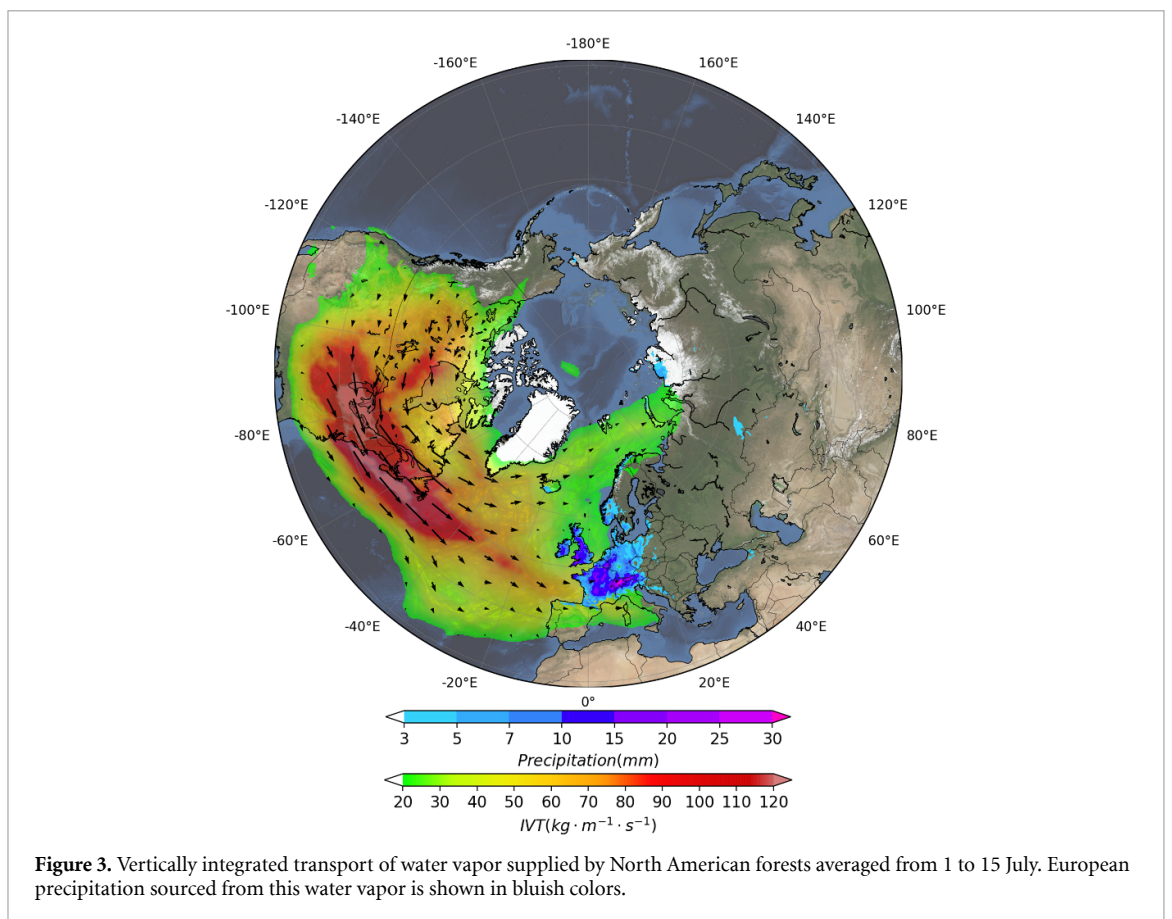 -180°E
-160°E
160°E
-140°E
140°E
-120°E
120°E
-100°E
100°E
-80°E
80°E
-60°E
60°E
-40°E
40°E
-20°E
20°E
0°
3 5 7 10 15 20 25 30
Precipitation(mm)
20 30 40 50 60 70 80 90 100 110 120
IVT(kg · m⁻¹ · s⁻¹)
Figure 3. Vertically integrated transport of water vapor supplied by North American forests averaged from 1 to 15 July. European
precipitation sourced from this water vapor is shown in bluish colors.